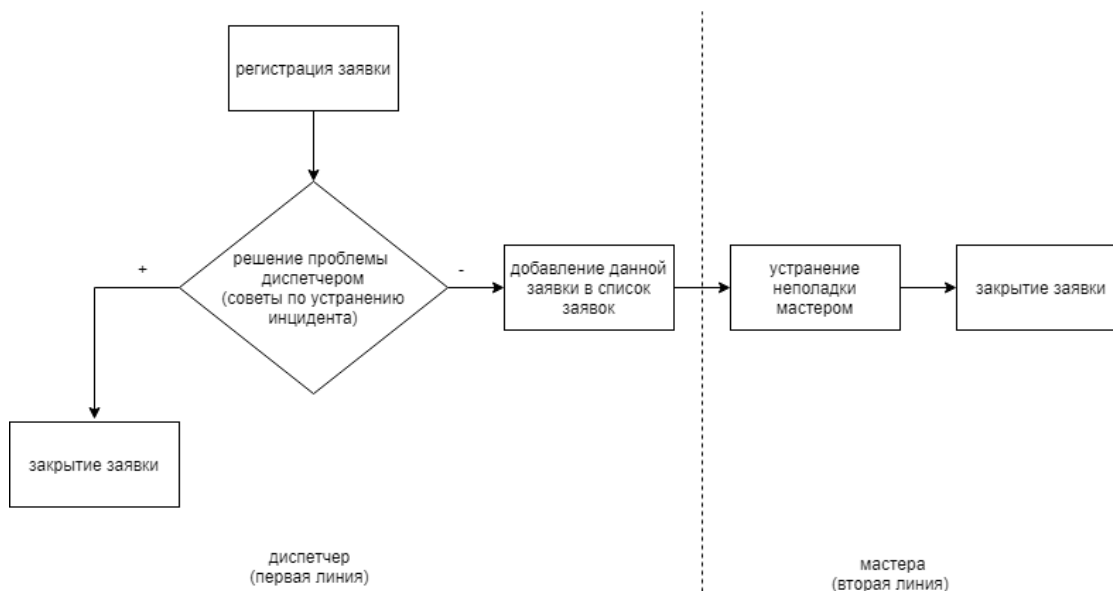 регистрация заявки
+
решение проблемы
диспетчером
(советы по устранению
инцидента)
-
добавление данной
заявки в список
заявок
устранение
неполадки
мастером
закрытие заявки
закрытие заявки
диспетчер
(первая линия)
мастера
(вторая линия)